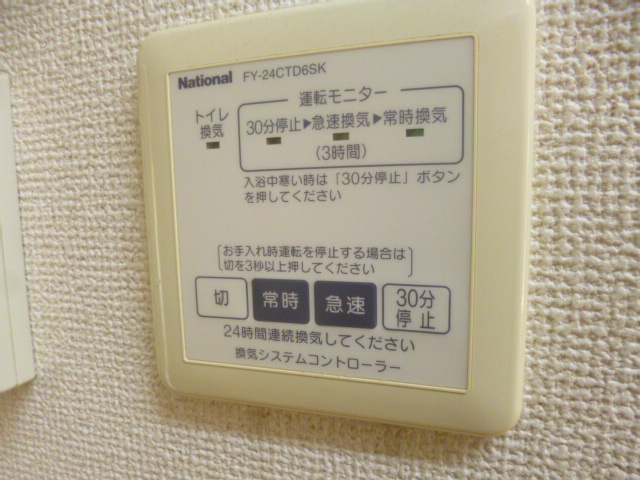 National FY-24CTD6SK
運転モニター
トイレ
換気
30分停止▶急速換気▶常時換気
(3時間)
入浴中寒い時は「30分停止」ボタン
を押してください
お手入れ時運転を停止する場合は
切を3秒以上押してください
切
常時
急速
30分
停止
24時間連続換気してください
換気システムコントローラー